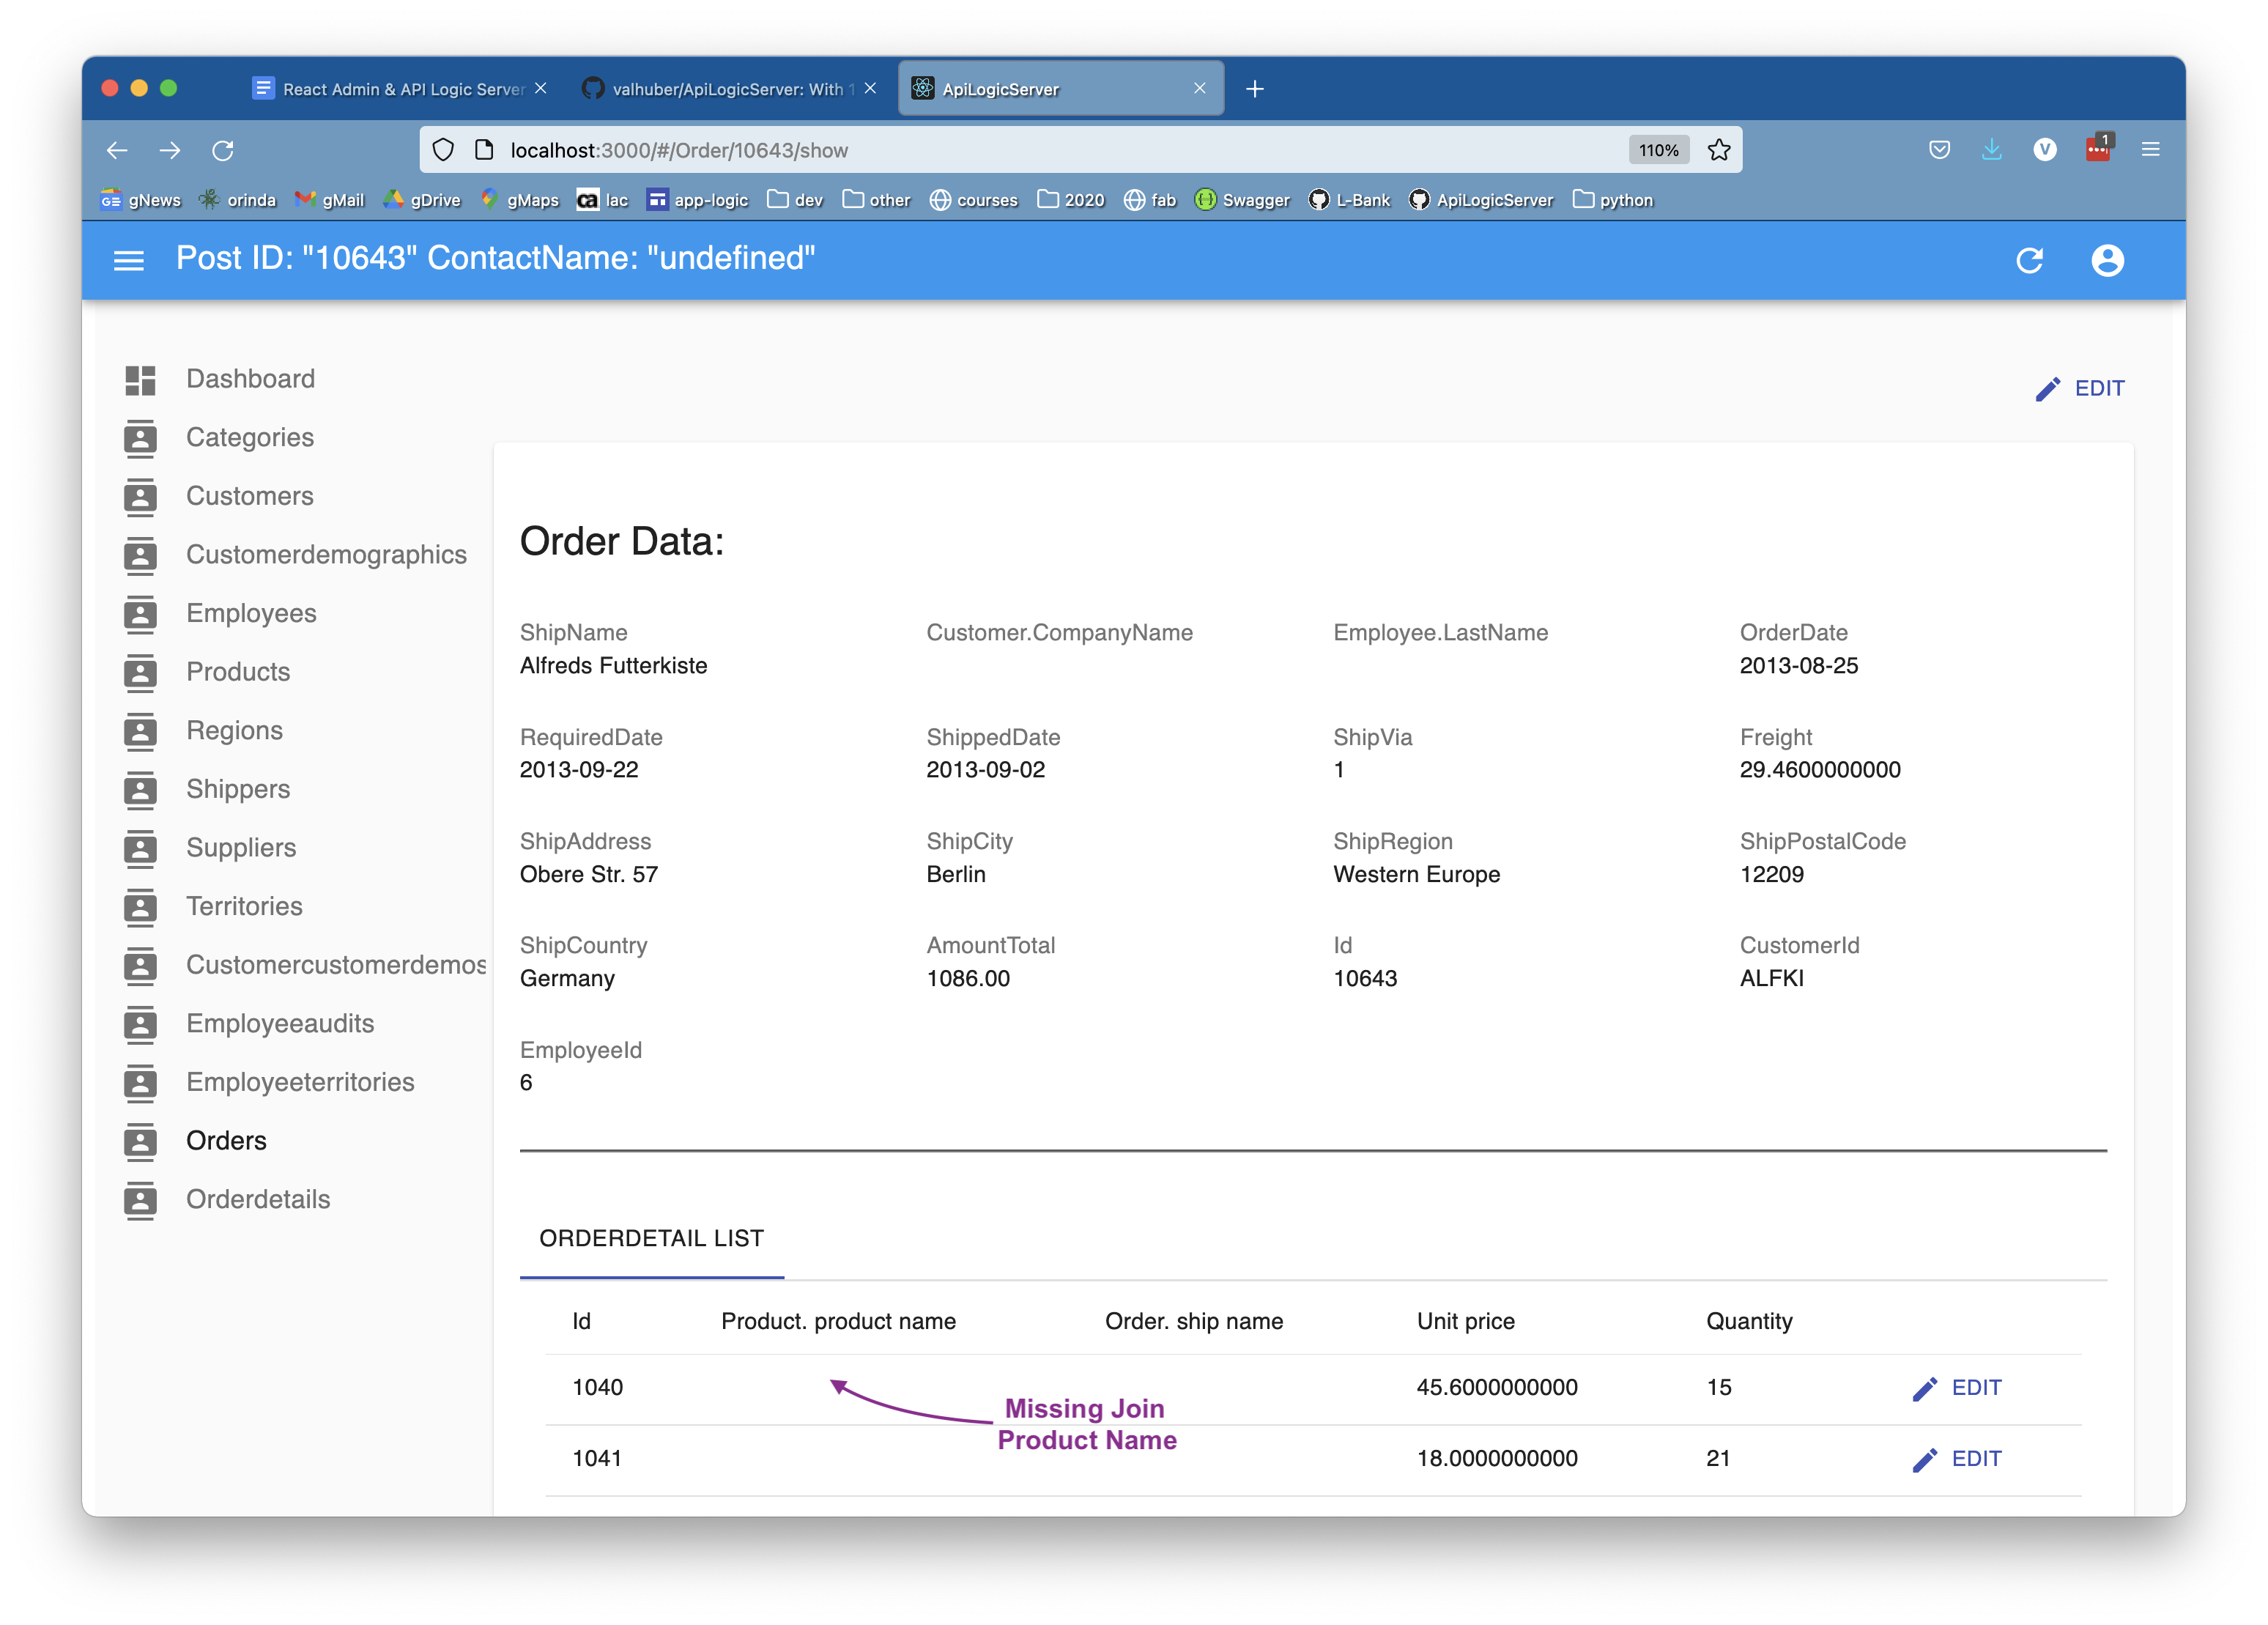 React Admin & API Logic Server
valhuber/ApiLogicServer: With 1
ApiLogicServer
localhost:3000/#/Order/10643/show
110%
V
1
gNews
orinda
gMail
gDrive
gMaps
ca lac
app-logic
dev
other
courses
2020
fab
Swagger
L-Bank
ApiLogicServer
python
Post ID: "10643" ContactName: "undefined"
Dashboard
Categories
Customers
Customerdemographics
Employees
Products
Regions
Shippers
Suppliers
Territories
Customercustomerdemos
Employeeaudits
Employeeterritories
Orders
Orderdetails
EDIT
Order Data:
ShipName Customer.CompanyName Employee.LastName OrderDate
Alfreds Futterkiste 2013-08-25
RequiredDate ShippedDate ShipVia Freight
2013-09-22 2013-09-02 1 29.4600000000
ShipAddress ShipCity ShipRegion ShipPostalCode
Obere Str. 57 Berlin Western Europe 12209
ShipCountry AmountTotal Id CustomerId
Germany 1086.00 10643 ALFKI
EmployeeId
6
ORDERDETAIL LIST
Id Product. product name Order. ship name Unit price Quantity
1040 45.6000000000 15 EDIT
Missing Join
Product Name
1041 18.0000000000 21 EDIT